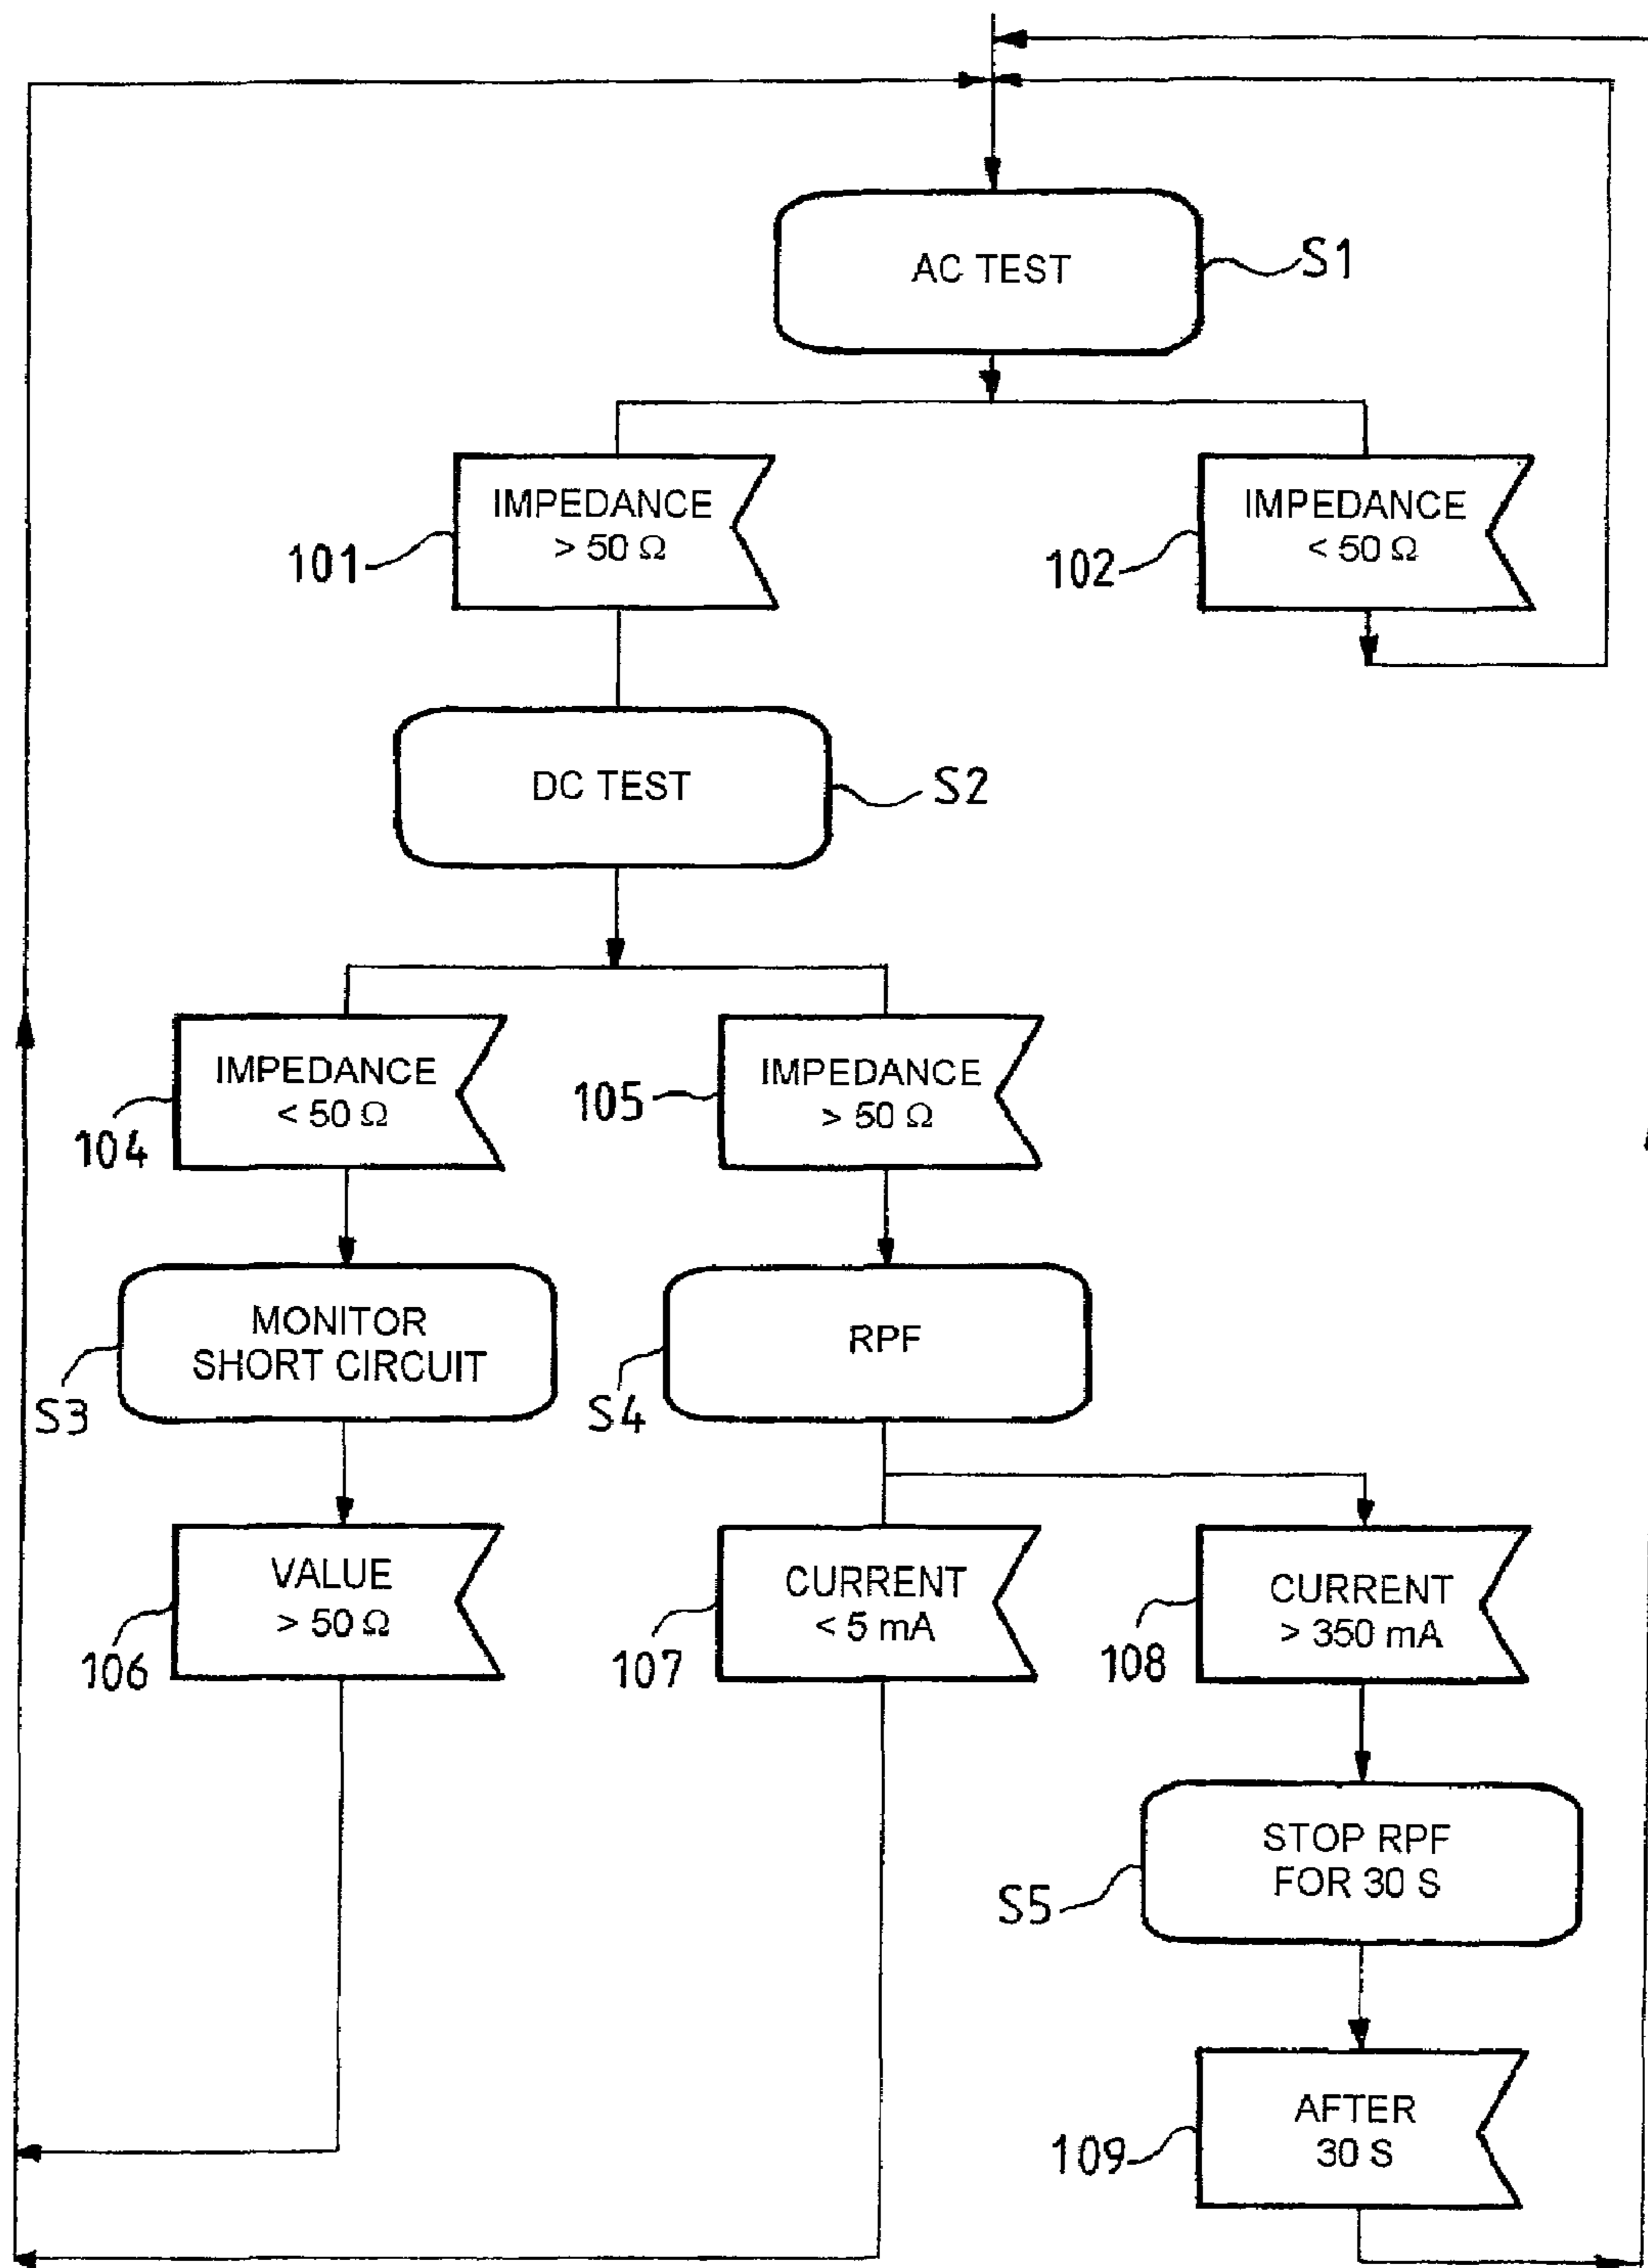 AC TEST
S1
IMPEDANCE
> 50 Ω
101
IMPEDANCE
< 50 Ω
102
DC TEST
S2
IMPEDANCE
< 50 Ω
104
IMPEDANCE
> 50 Ω
105
MONITOR
SHORT CIRCUIT
S3
RPF
S4
VALUE
> 50 Ω
106
CURRENT
< 5 mA
107
CURRENT
> 350 mA
108
STOP RPF
FOR 30 S
S5
AFTER
30 S
109